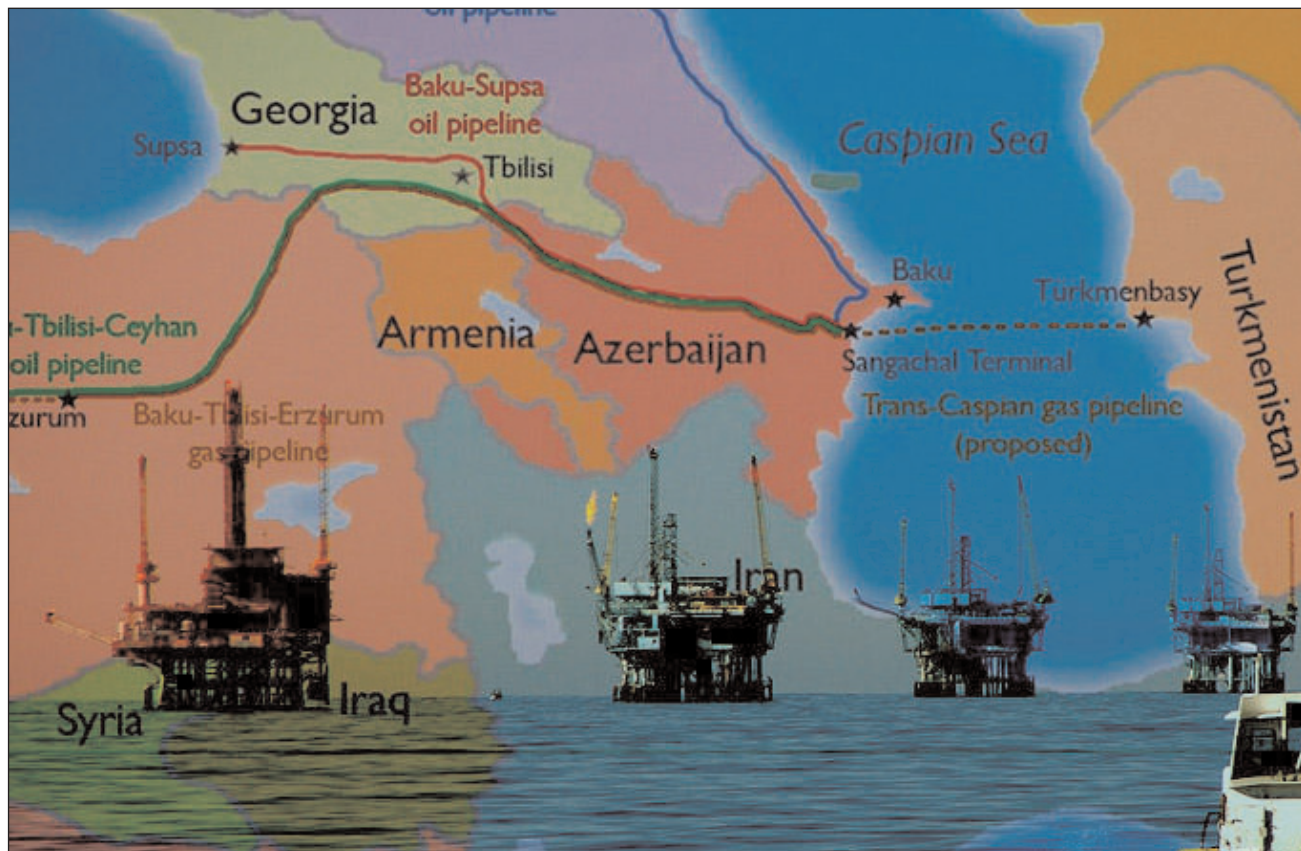 oil pipeline
Baku-Supsa
oil pipeline
Georgia
Supsa
Tbilisi
Caspian Sea
Baku
Türkmenbasy
Turkmenistan
Armenia
Azerbaijan
Sangachal Terminal
u-Tbilisi-Ceyhan
oil pipeline
rzurum
Baku-Tbilisi-Erzurum
gas pipeline
Trans-Caspian gas pipeline
(proposed)
Iran
Iraq
Syria